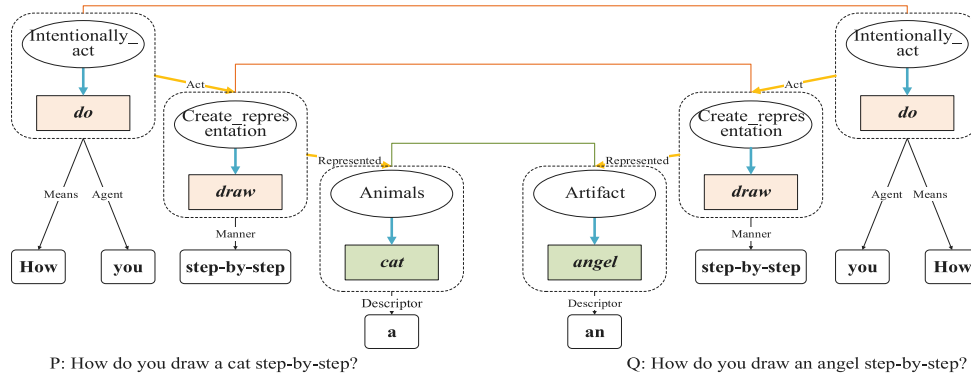 Intentionally_
act
do
Means
Agent
How
you
Act
Create_repres
entation
draw
Manner
step-by-step
Represented
Animals
cat
Descriptor
a
Artifact
angel
Descriptor
an
Represented
Create_repres
entation
draw
Manner
step-by-step
Act
Intentionally_
act
do
Agent
Means
you
How
P: How do you draw a cat step-by-step?
Q: How do you draw an angel step-by-step?